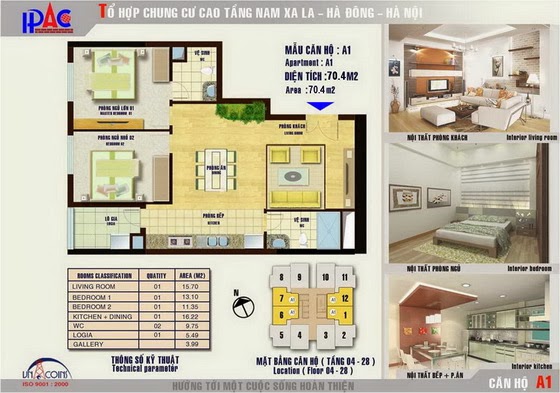 IPAC
TỔ HỢP CHUNG CƯ CAO TẦNG NAM XA LA - HÀ ĐÔNG - HÀ NỘI
MẪU CĂN HỘ : A1
Apartment : A1
DIỆN TÍCH : 70.4M2
Area : 70.4m2
VỆ SINH
WC
PHÒNG NGỦ LỚN 01
MASTER BEDROOM 01
PHÒNG NGỦ NHỎ 02
BEDROOM 02
PHÒNG KHÁCH
LIVING ROOM
PHÒNG ĂN
DINING
LÔ GIA
LOGIA
PHÒNG BẾP
KITCHEN
VỆ SINH
WC
NỘI THẤT PHÒNG KHÁCH Interior living room
NỘI THẤT PHÒNG NGỦ Interior bedroom
NỘI THẤT BẾP + P.ĂN Interior kitchen
ROOMS CLASSIFICATION QUATITY AREA (M2)
LIVING ROOM 01 15.70
BEDROOM 1 01 13.10
BEDROOM 2 01 11.35
KITCHEN + DINING 01 16.22
WC 02 9.75
LOGIA 01 5.49
GALLERY 3.99
THÔNG SỐ KỸ THUẬT
Technical parameter
N
8 9 10 11
7 A1 A1 12
6 A1 A1 1
5 4 3 2
MẶT BẰNG CĂN HỘ ( TẦNG 04 - 28 )
Location ( Floor 04 - 28 )
VINACOINS
ISO 9001 : 2000
HƯỚNG TỚI MỘT CUỘC SỐNG HOÀN THIỆN
CĂN HỘ A1